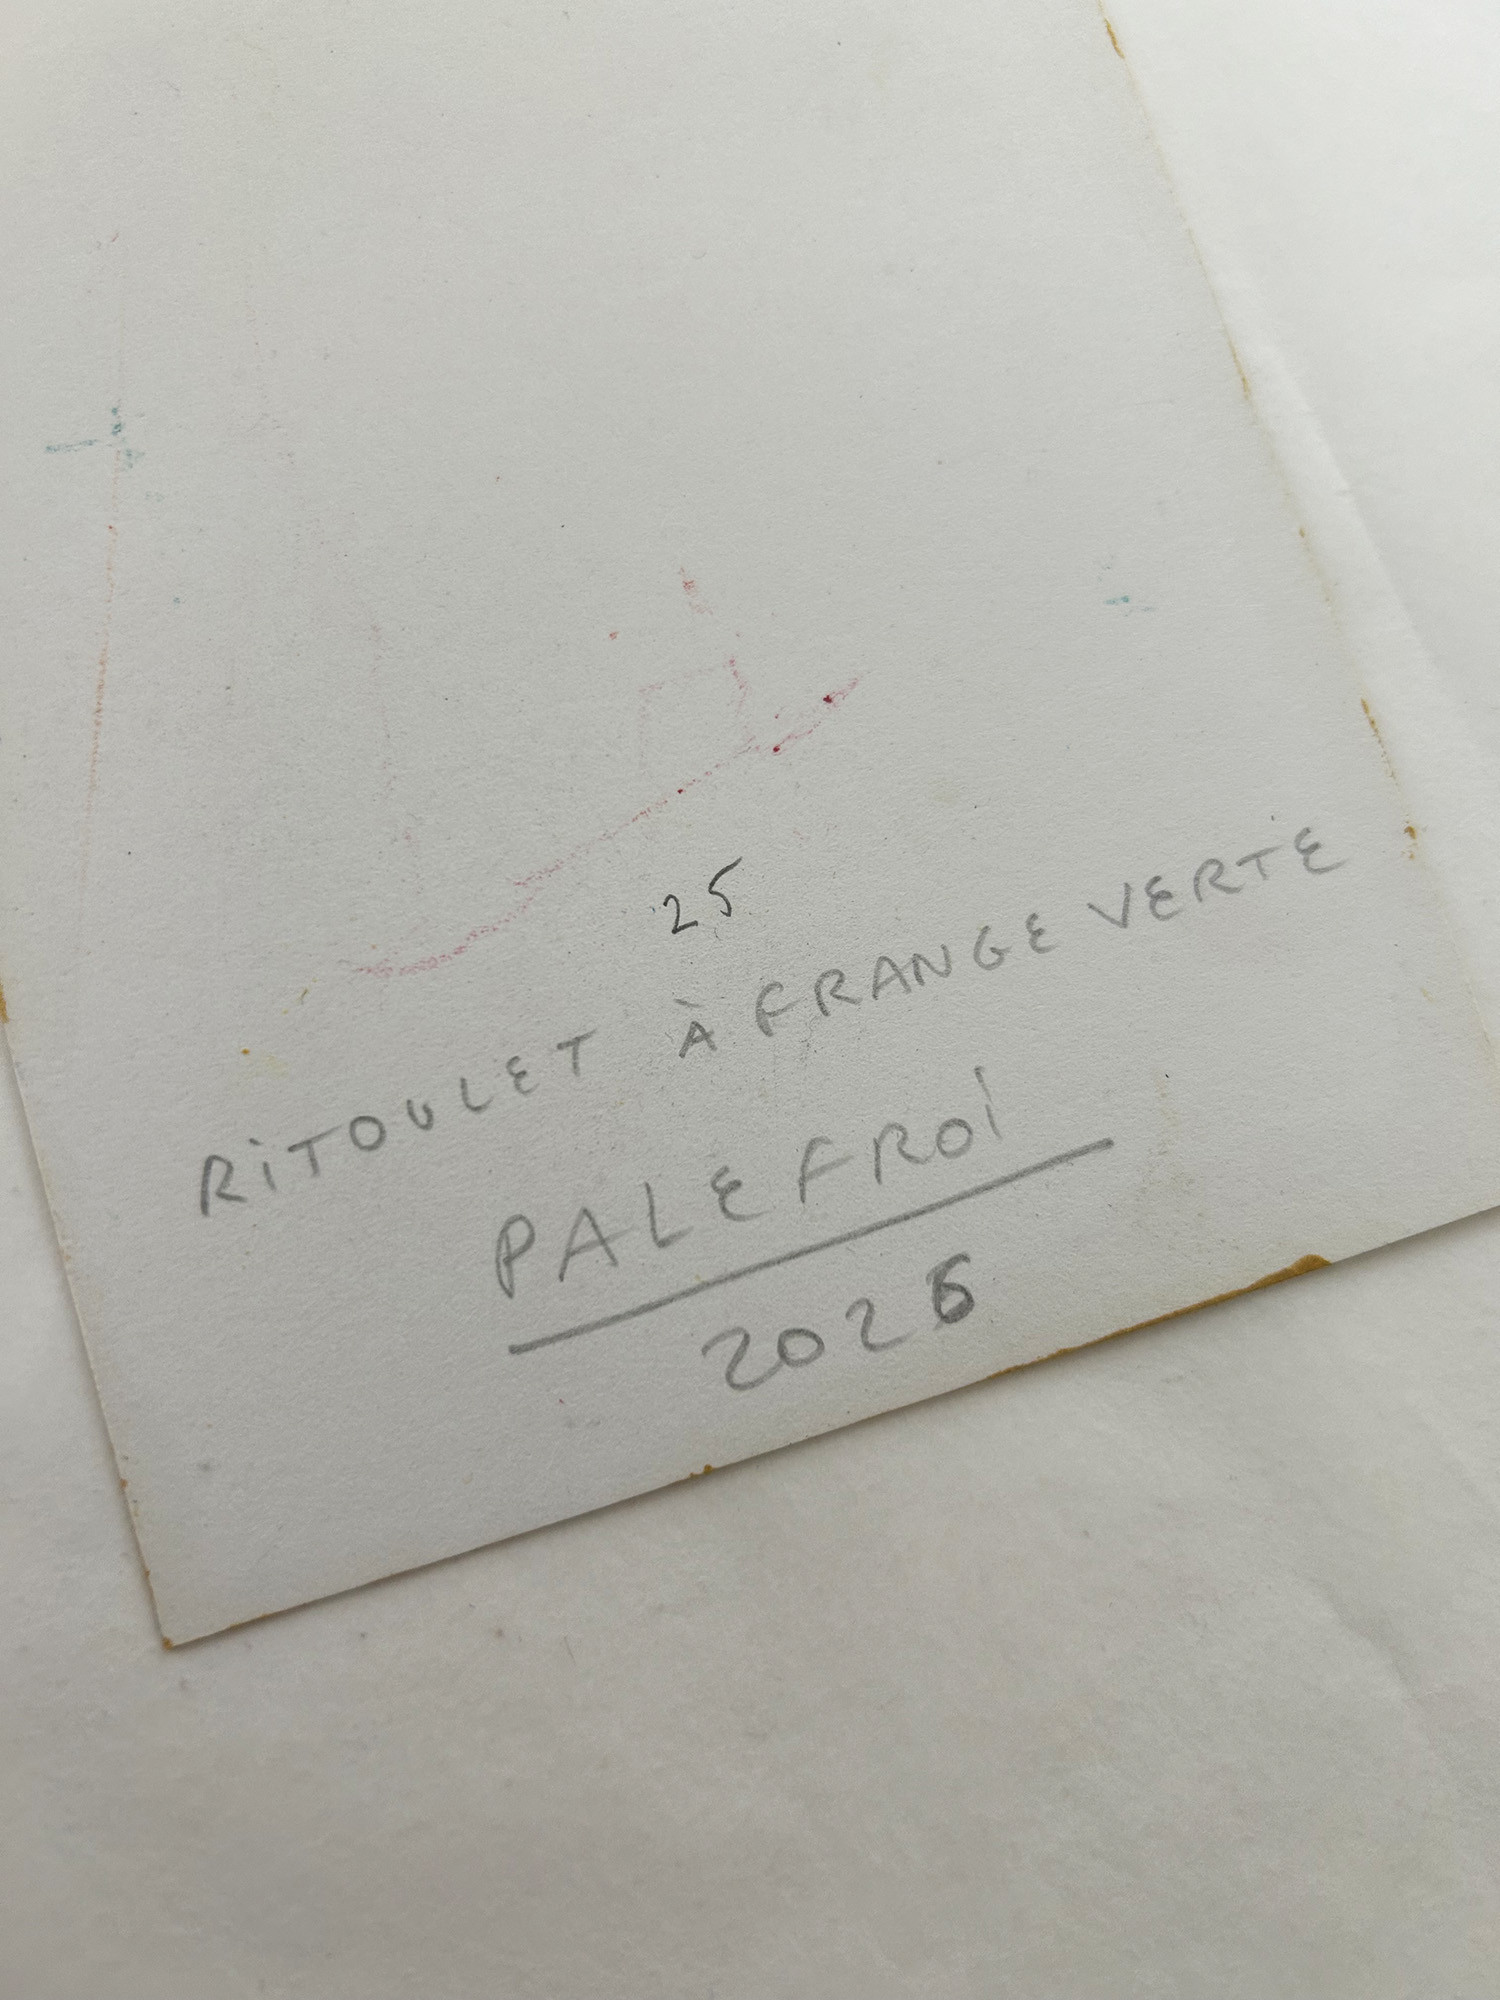 25
RITOULET À FRANGE VERTE
PALEFROI
2026